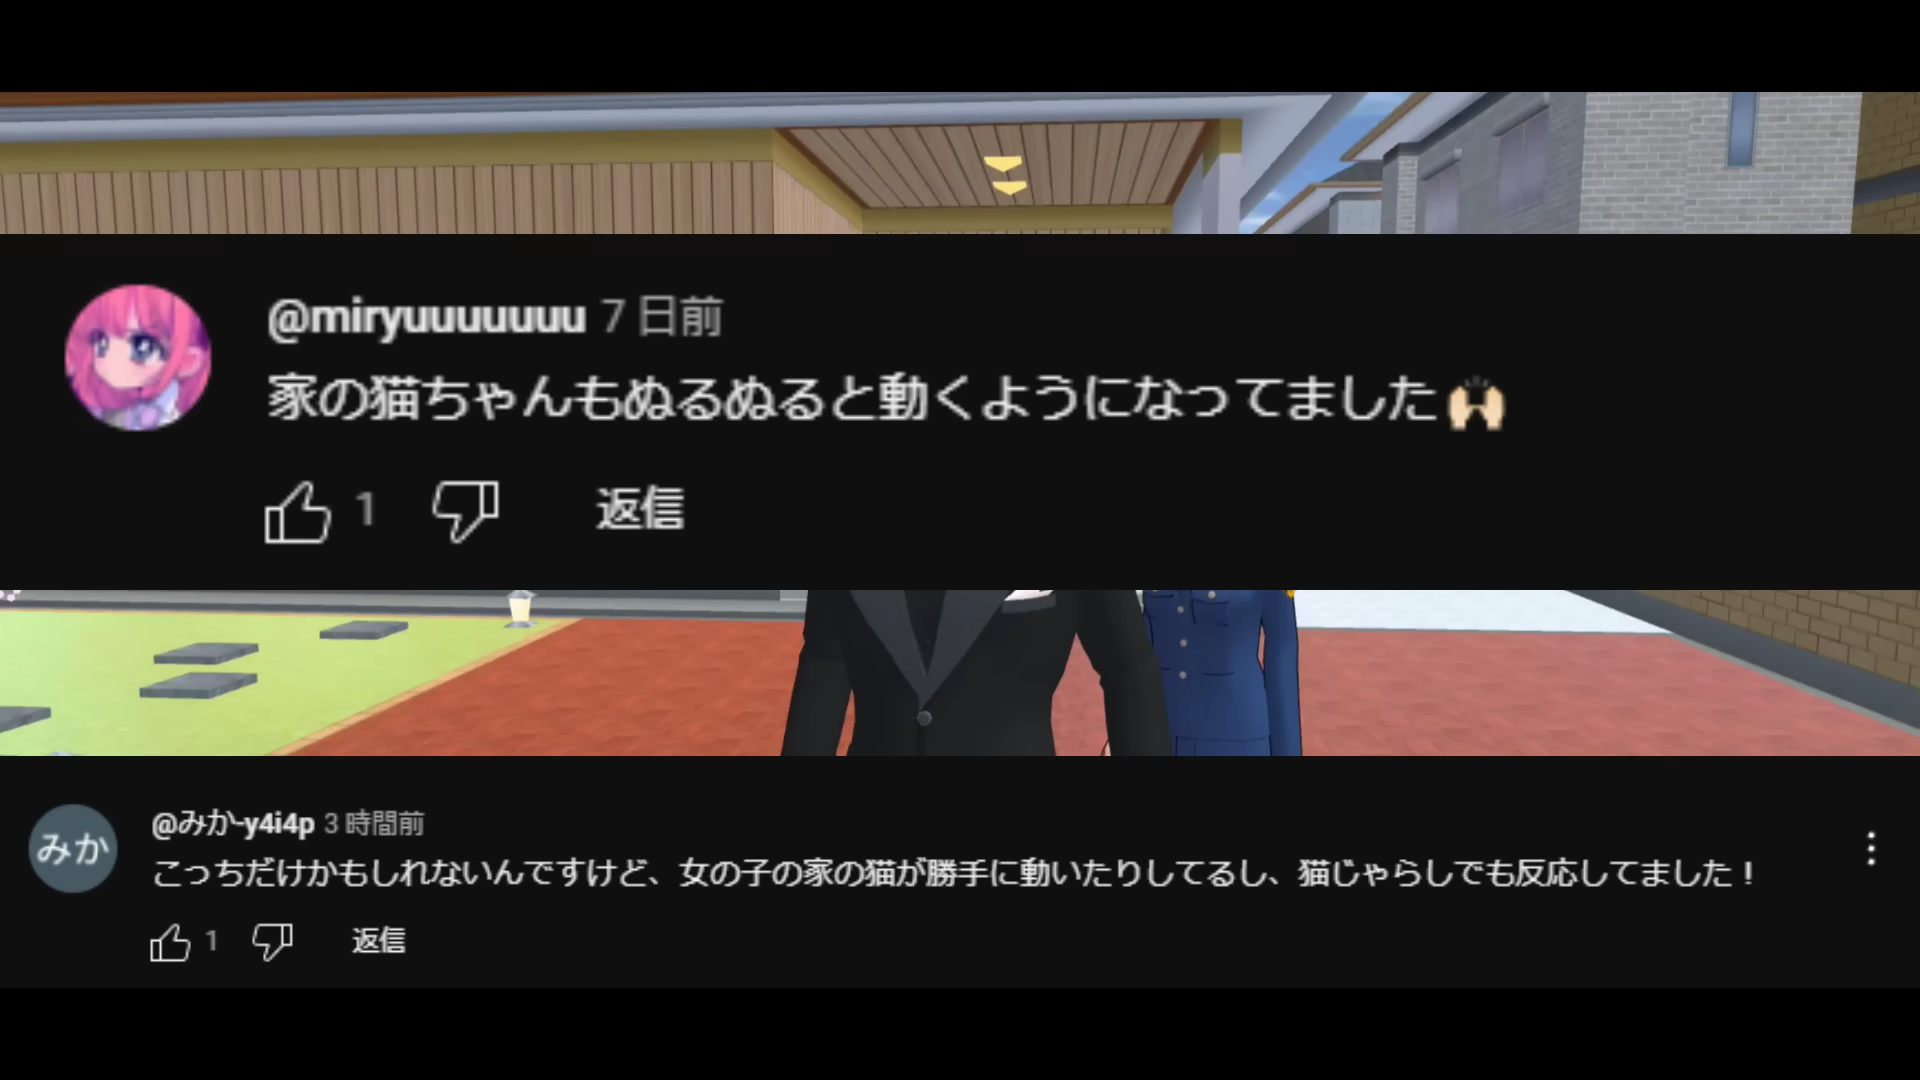 @miryuuuuuuu 7 日前
家の猫ちゃんもぬるぬると動くようになってました🙌🏻
1 返信
みか
@みか-y4i4p 3 時間前
こっちだけかもしれないんですけど、女の子の家の猫が勝手に動いたりしてるし、猫じゃらしでも反応してました！
1 返信